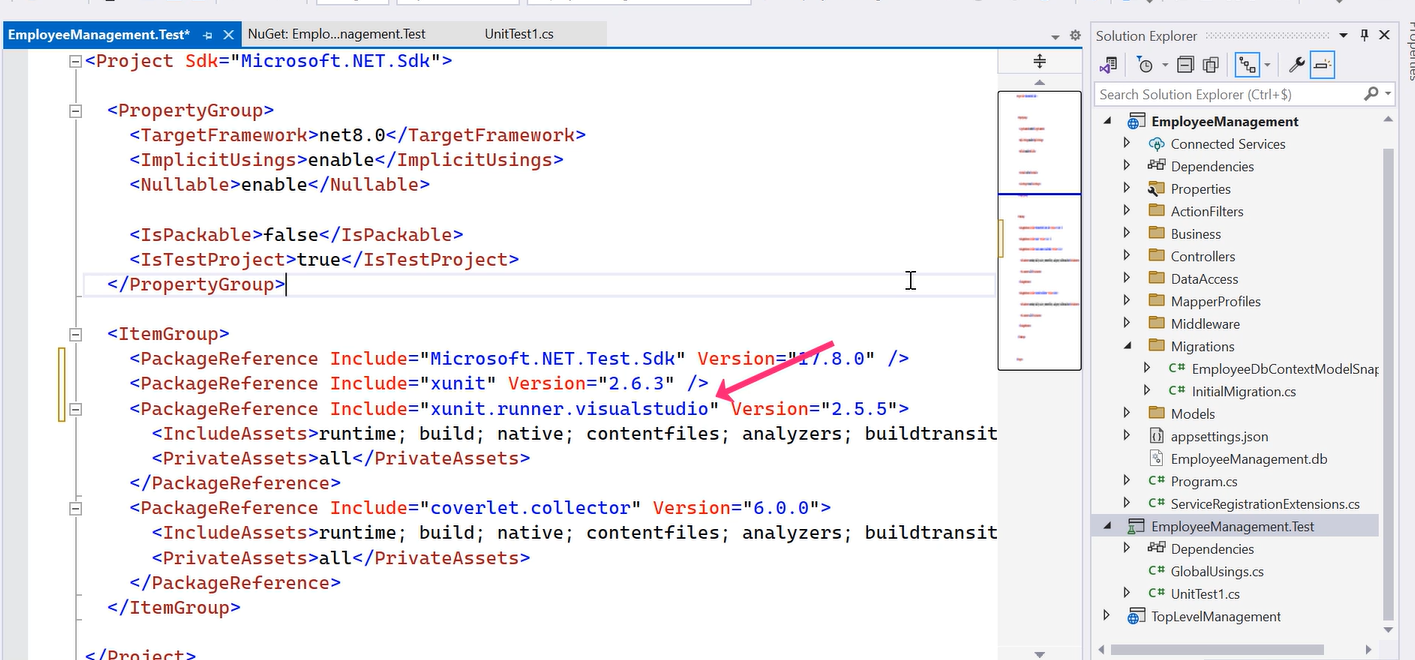 EmployeeManagement.Test*
NuGet: Emplo...nagement.Test
UnitTest1.cs
<Project Sdk="Microsoft.NET.Sdk">
<PropertyGroup>
<TargetFramework>net8.0</TargetFramework>
<ImplicitUsings>enable</ImplicitUsings>
<Nullable>enable</Nullable>
<IsPackable>false</IsPackable>
<IsTestProject>true</IsTestProject>
</PropertyGroup>
<ItemGroup>
<PackageReference Include="Microsoft.NET.Test.Sdk" Version="17.8.0" />
<PackageReference Include="xunit" Version="2.6.3" />
<PackageReference Include="xunit.runner.visualstudio" Version="2.5.5">
<IncludeAssets>runtime; build; native; contentfiles; analyzers; buildtransit
<PrivateAssets>all</PrivateAssets>
</PackageReference>
<PackageReference Include="coverlet.collector" Version="6.0.0">
<IncludeAssets>runtime; build; native; contentfiles; analyzers; buildtransit
<PrivateAssets>all</PrivateAssets>
</PackageReference>
</ItemGroup>
</Project>
Solution Explorer
Search Solution Explorer (Ctrl+$)
EmployeeManagement
Connected Services
Dependencies
Properties
ActionFilters
Business
Controllers
DataAccess
MapperProfiles
Middleware
Migrations
C# EmployeeDbContextModelSnap
C# InitialMigration.cs
Models
appsettings.json
EmployeeManagement.db
C# Program.cs
C# ServiceRegistrationExtensions.cs
EmployeeManagement.Test
Dependencies
C# GlobalUsings.cs
C# UnitTest1.cs
TopLevelManagement
Properties